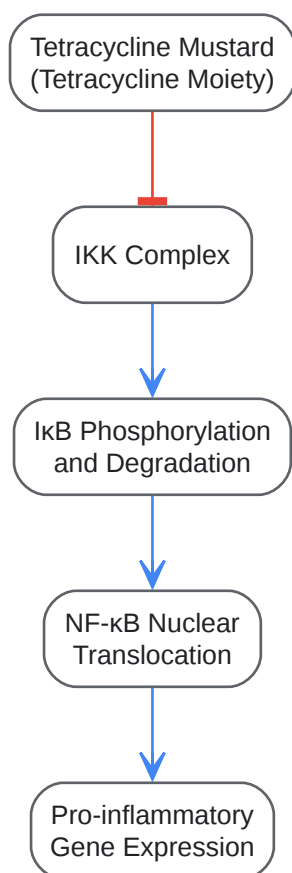 Tetracycline Mustard
(Tetracycline Moiety)
IKK Complex
IκB Phosphorylation
and Degradation
NF-κB Nuclear
Translocation
Pro-inflammatory
Gene Expression